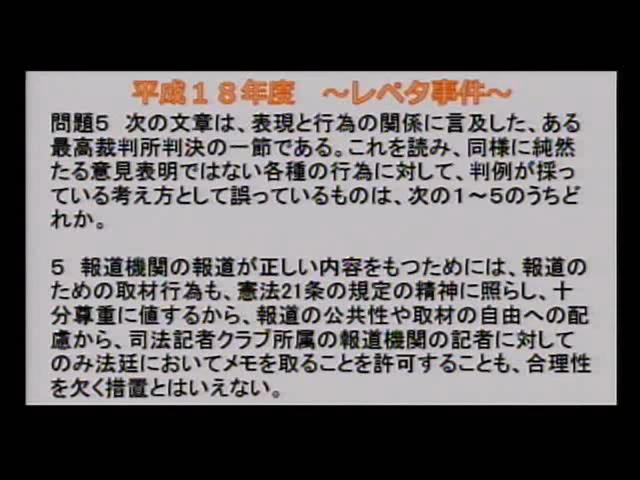 平成１８年度　～レペタ事件～
問題５　次の文章は、表現と行為の関係に言及した、ある
最高裁判所判決の一節である。これを読み、同様に純然
たる意見表明ではない各種の行為に対して、判例が採っ
ている考え方として誤っているものは、次の１～５のうちど
れか。
５　報道機関の報道が正しい内容をもつためには、報道の
ための取材行為も、憲法21条の規定の精神に照らし、十
分尊重に値するから、報道の公共性や取材の自由への配
慮から、司法記者クラブ所属の報道機関の記者に対して
のみ法廷においてメモを取ることを許可することも、合理性
を欠く措置とはいえない。